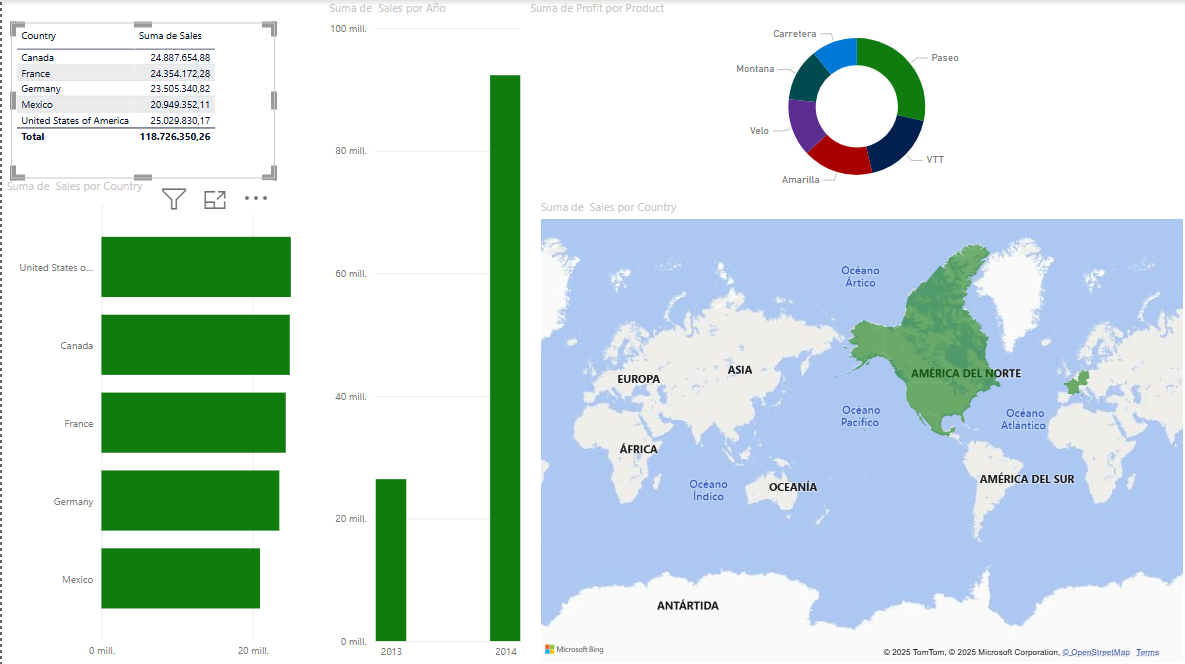 Country Suma de Sales
Canada 24.887.654,88
France 24.354.172,28
Germany 23.505.340,82
Mexico 20.949.352,11
United States of America 25.029.830,17
Total 118.726.350,26
Suma de Sales por Country
United States o...
Canada
France
Germany
Mexico
0 mill. 20 mill.
Suma de Sales por Año
100 mill.
80 mill.
60 mill.
40 mill.
20 mill.
0 mill.
2013 2014
Suma de Profit por Product
Carretera
Paseo
Montana
Velo
VTT
Amarilla
Suma de Sales por Country
Océano
Ártico
ASIA
AMÉRICA DEL NORTE
EUROPA
Océano
Pacífico
Océano
Atlántico
ÁFRICA
AMÉRICA DEL SUR
Océano
Índico
OCEANÍA
ANTÁRTIDA
Microsoft Bing
© 2025 TomTom, © 2025 Microsoft Corporation, © OpenStreetMap Terms